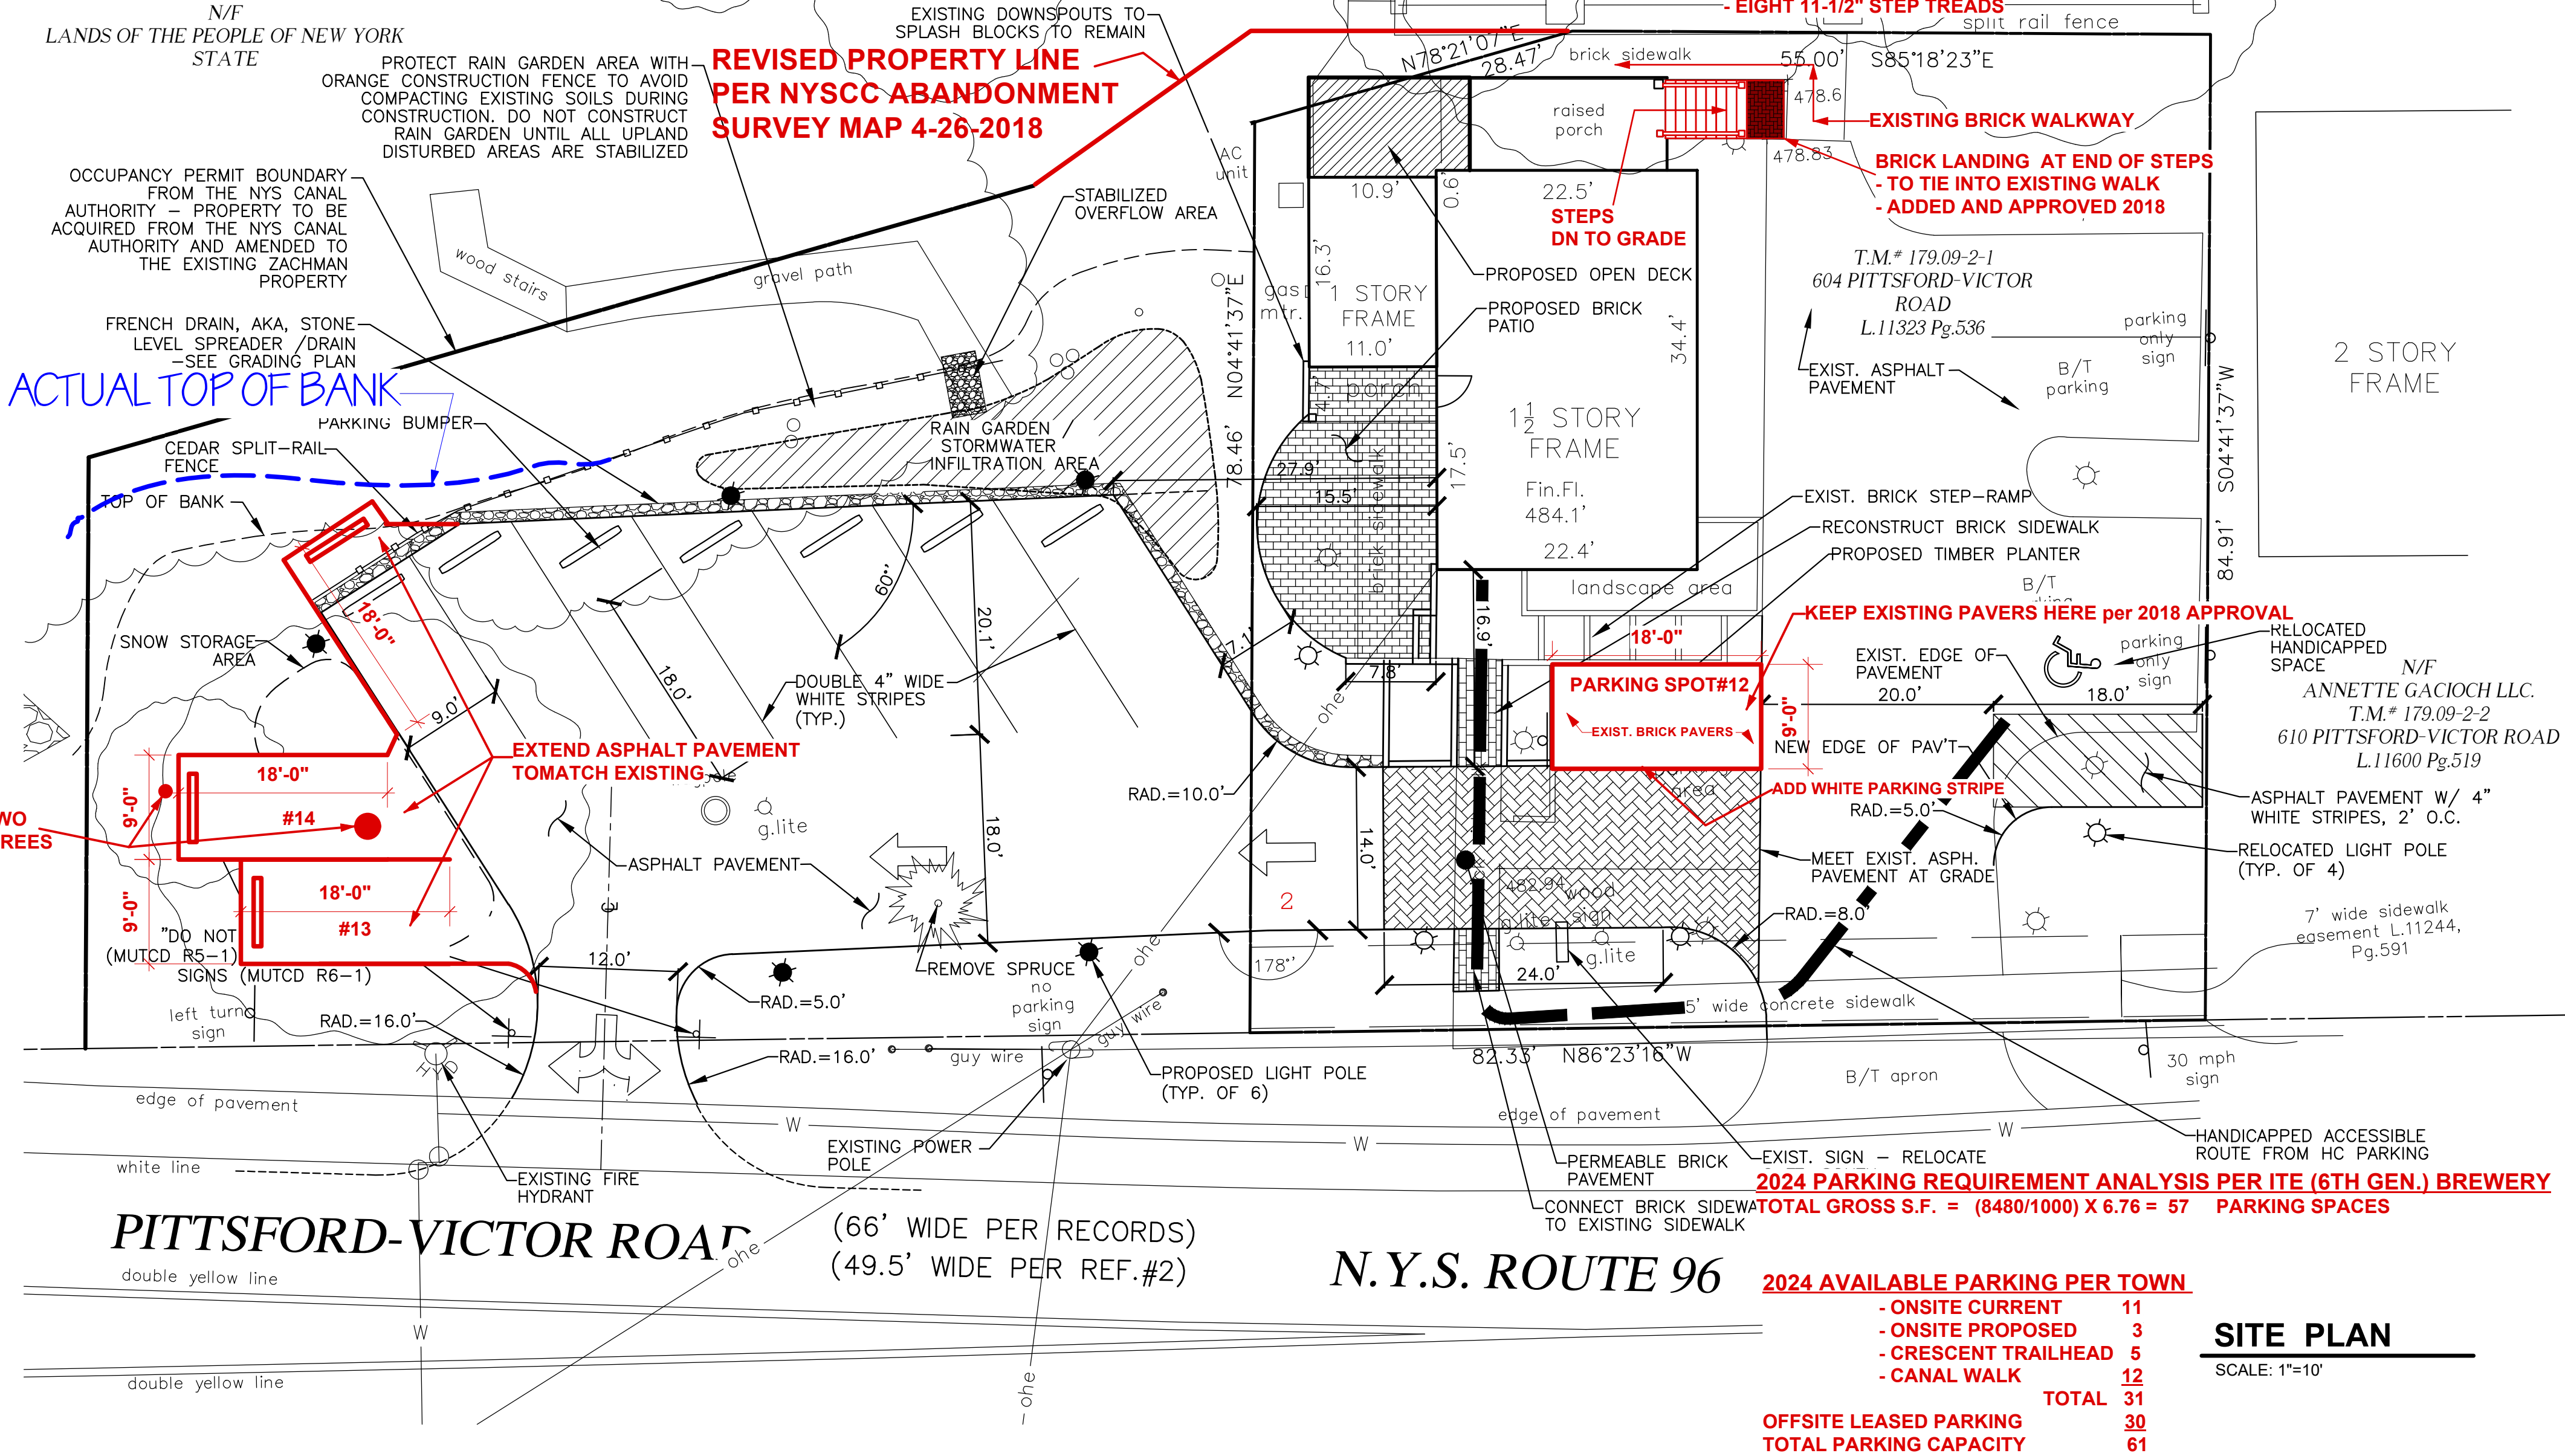 N/F
LANDS OF THE PEOPLE OF NEW YORK
STATE
PROTECT RAIN GARDEN AREA WITH
ORANGE CONSTRUCTION FENCE TO AVOID
COMPACTING EXISTING SOILS DURING
CONSTRUCTION. DO NOT CONSTRUCT
RAIN GARDEN UNTIL ALL UPLAND
DISTURBED AREAS ARE STABILIZED
REVISED PROPERTY LINE
PER NYSCC ABANDONMENT
SURVEY MAP 4-26-2018
EXISTING DOWNSPOUTS TO
SPLASH BLOCKS TO REMAIN
- EIGHT 11-1/2" STEP TREADS
split rail fence
N78°21'07"E
28.47'
brick sidewalk
55.00' S85°18'23"E
478.6
raised
porch
EXISTING BRICK WALKWAY
478.83
BRICK LANDING AT END OF STEPS
- TO TIE INTO EXISTING WALK
- ADDED AND APPROVED 2018
OCCUPANCY PERMIT BOUNDARY
FROM THE NYS CANAL
AUTHORITY – PROPERTY TO BE
ACQUIRED FROM THE NYS CANAL
AUTHORITY AND AMENDED TO
THE EXISTING ZACHMAN
PROPERTY
AC
unit
STABILIZED
OVERFLOW AREA
10.9'
0.6'
22.5'
STEPS
DN TO GRADE
wood stairs
gravel path
PROPOSED OPEN DECK
16.3'
gas
mtr.
1 STORY
FRAME
11.0'
PROPOSED BRICK
PATIO
34.4'
T.M.# 179.09-2-1
604 PITTSFORD-VICTOR
ROAD
L.11323 Pg.536
parking
only
sign
EXIST. ASPHALT
PAVEMENT
B/T
parking
2 STORY
FRAME
FRENCH DRAIN, AKA, STONE
LEVEL SPREADER /DRAIN
–SEE GRADING PLAN
ACTUAL TOP OF BANK
PARKING BUMPER
CEDAR SPLIT–RAIL
FENCE
TOP OF BANK
RAIN GARDEN
STORMWATER
INFILTRATION AREA
78.46' N04°41'37"E
4.7'
porch
1½ STORY
FRAME
17.5'
27.9'
15.5'
brick sidewalk
Fin.Fl.
484.1'
22.4'
84.91' S04°41'37"W
EXIST. BRICK STEP–RAMP
RECONSTRUCT BRICK SIDEWALK
PROPOSED TIMBER PLANTER
landscape area
B/T
KEEP EXISTING PAVERS HERE per 2018 APPROVAL
18'-0"
16.9'
60°'
20.1'
18.0'
18'-0"
9.0'
7.1'
7.8'
SNOW STORAGE
AREA
DOUBLE 4" WIDE
WHITE STRIPES
(TYP.)
PARKING SPOT#12
EXIST. BRICK PAVERS
9'-0"
EXIST. EDGE OF
PAVEMENT
20.0'
18.0'
parking
only
sign
RELOCATED
HANDICAPPED
SPACE
N/F
ANNETTE GACIOCH LLC.
T.M.# 179.09-2-2
610 PITTSFORD-VICTOR ROAD
L.11600 Pg.519
NEW EDGE OF PAV'T
EXTEND ASPHALT PAVEMENT
TOMATCH EXISTING
18'-0"
9'-0"
#14
WO
REES
ohe
RAD.=10.0'
area
ADD WHITE PARKING STRIPE
RAD.=5.0'
ASPHALT PAVEMENT W/ 4"
WHITE STRIPES, 2' O.C.
g.lite
18.0'
14.0'
ASPHALT PAVEMENT
MEET EXIST. ASPH.
PAVEMENT AT GRADE
RELOCATED LIGHT POLE
(TYP. OF 4)
18'-0"
9'-0"
#13
2
482.94
wood
sign
g.lite
RAD.=8.0'
7' wide sidewalk
easement L.11244,
Pg.591
"DO NOT
(MUTCD R5–1)
SIGNS (MUTCD R6–1)
12.0'
REMOVE SPRUCE
178°'
g.lite
24.0'
left turn
sign
RAD.=16.0'
RAD.=5.0'
no
parking
sign
ohe
guy wire
5' wide concrete sidewalk
RAD.=16.0'
guy wire
82.33' N86°23'16"W
HYD
PROPOSED LIGHT POLE
(TYP. OF 6)
B/T apron
30 mph
sign
edge of pavement
edge of pavement
W
W
W
EXISTING POWER
POLE
white line
EXISTING FIRE
HYDRANT
PERMEABLE BRICK
PAVEMENT
EXIST. SIGN – RELOCATE
HANDICAPPED ACCESSIBLE
ROUTE FROM HC PARKING
CONNECT BRICK SIDEWA
TO EXISTING SIDEWALK
2024 PARKING REQUIREMENT ANALYSIS PER ITE (6TH GEN.) BREWERY
TOTAL GROSS S.F. = (8480/1000) X 6.76 = 57 PARKING SPACES
PITTSFORD-VICTOR ROAD
ohe
(66' WIDE PER RECORDS)
(49.5' WIDE PER REF.#2)
N.Y.S. ROUTE 96
double yellow line
W
double yellow line
ohe
2024 AVAILABLE PARKING PER TOWN
- ONSITE CURRENT 11
- ONSITE PROPOSED 3
- CRESCENT TRAILHEAD 5
- CANAL WALK 12
TOTAL 31
OFFSITE LEASED PARKING 30
TOTAL PARKING CAPACITY 61
SITE PLAN
SCALE: 1"=10'